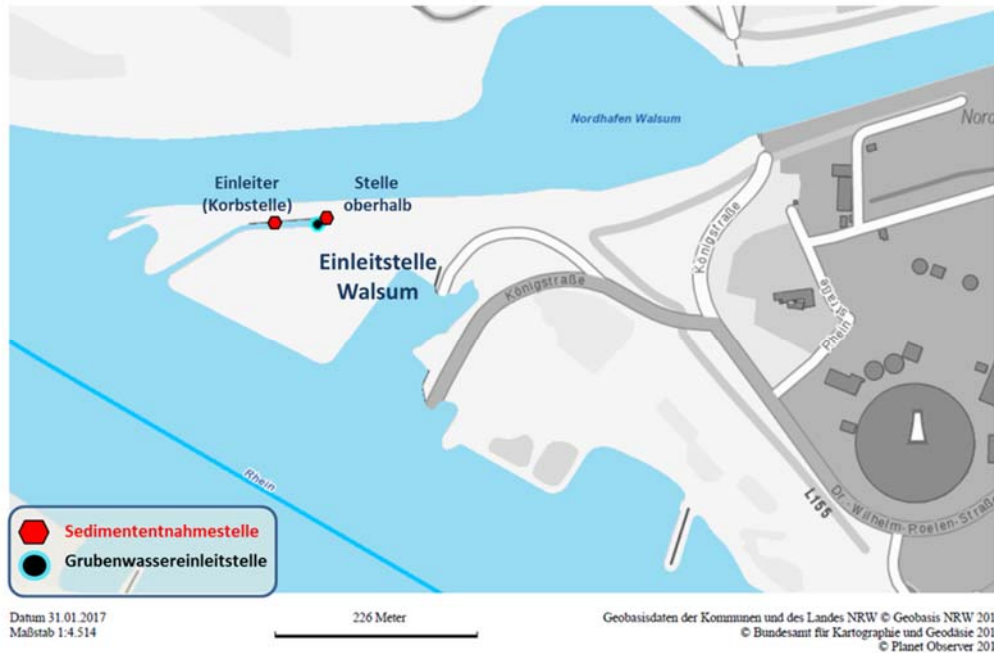 Nordhafen Walsum
Nord
Einleiter
(Korbstelle)
Stelle
oberhalb
Einleitstelle
Walsum
Königstraße
Königstraße
Rhein
straße
Rhein
L155
Dr.-Wilhelm-Roelen-Straße
Sedimententnahmestelle
Grubenwassereinleitstelle
Datum 31.01.2017
Maßstab 1:4.514
226 Meter
Geobasisdaten der Kommunen und des Landes NRW © Geobasis NRW 201
© Bundesamt für Kartographie und Geodäsie 201
© Planet Observer 201